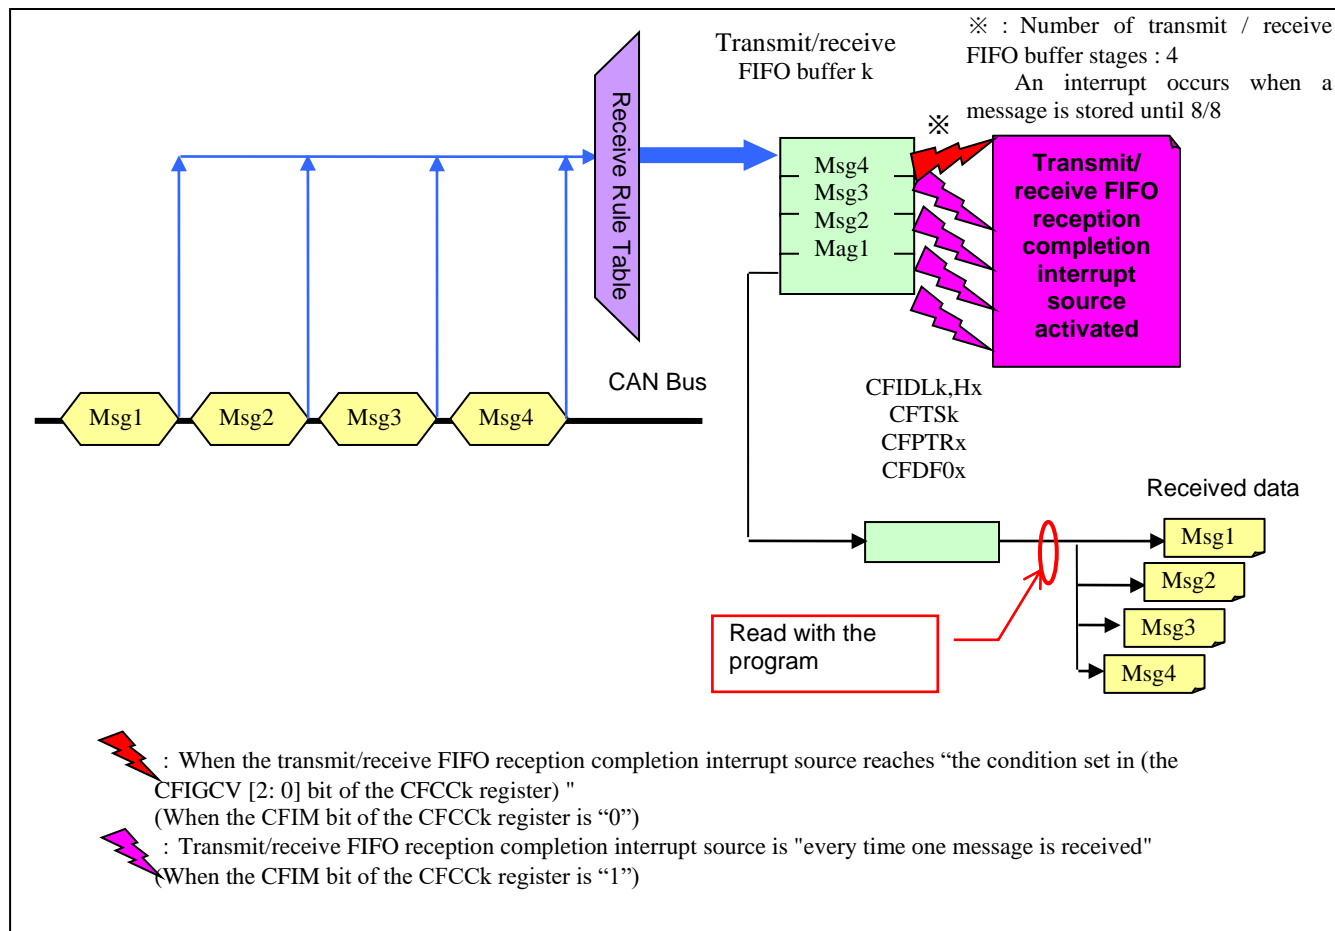 ※ : Number of transmit / receive
FIFO buffer stages : 4
An interrupt occurs when a
message is stored until 8/8
Transmit/receive
FIFO buffer k
※
Receive Rule Table
Msg4
Msg3
Msg2
Mag1
Transmit/
receive FIFO
reception
completion
interrupt
source
activated
CAN Bus
Msg1
Msg2
Msg3
Msg4
CFIDLk,Hx
CFTSk
CFPTRx
CFDF0x
Received data
Msg1
Msg2
Msg3
Msg4
Read with the
program
: When the transmit/receive FIFO reception completion interrupt source reaches “the condition set in (the
CFIGCV [2: 0] bit of the CFCCk register) "
(When the CFIM bit of the CFCCk register is “0”)
: Transmit/receive FIFO reception completion interrupt source is "every time one message is received"
(When the CFIM bit of the CFCCk register is “1”)